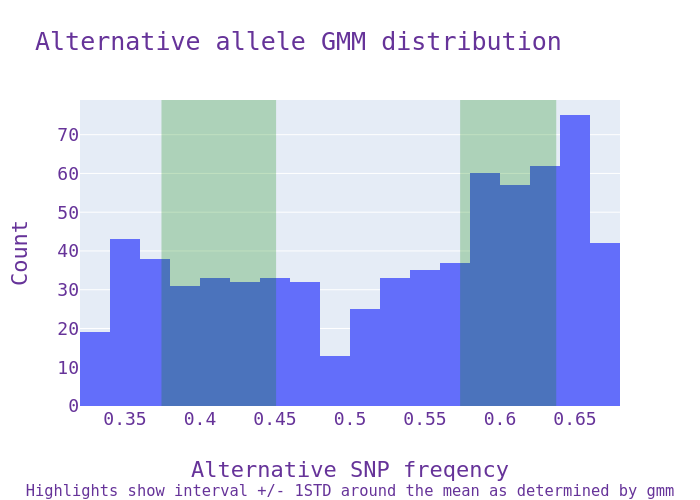 Alternative allele GMM distribution
70
60
50
40
30
20
10
0
Count
0.35 0.4 0.45 0.5 0.55 0.6 0.65
Alternative SNP freqency
Highlights show interval +/- 1STD around the mean as determined by gmm